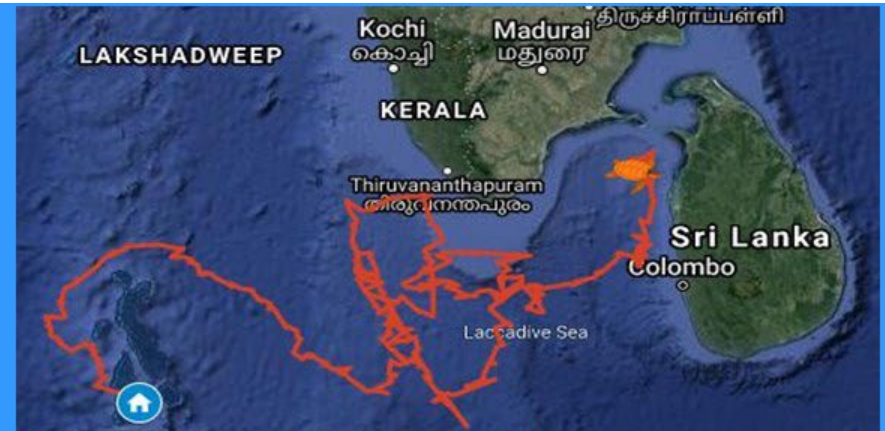 LAKSHADWEEP
Kochi
കൊച്ചി
Madurai
மதுரை
திருச்சிராப்பள்ளி
KERALA
Thiruvananthapuram
തിരുവനന്തപുരം
Sri Lanka
Colombo
Laccadive Sea